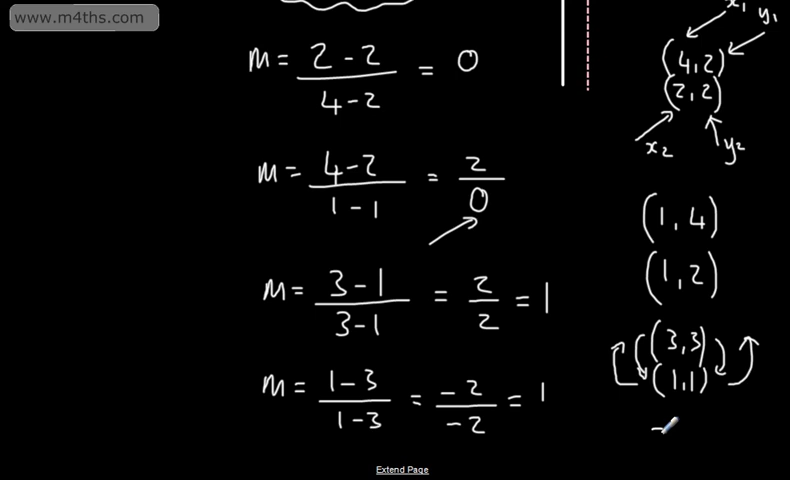 www.m4ths.com
m = 2 - 2 / 4 - 2 = 0
m = 4 - 2 / 1 - 1 = 2 / 0
m = 3 - 1 / 3 - 1 = 2 / 2 = 1
m = 1 - 3 / 1 - 3 = -2 / -2 = 1
x1 y1
(4,2)
(2,2)
x2 y2
(1,4)
(1,2)
(3,3)
(1,1)
Extend Page